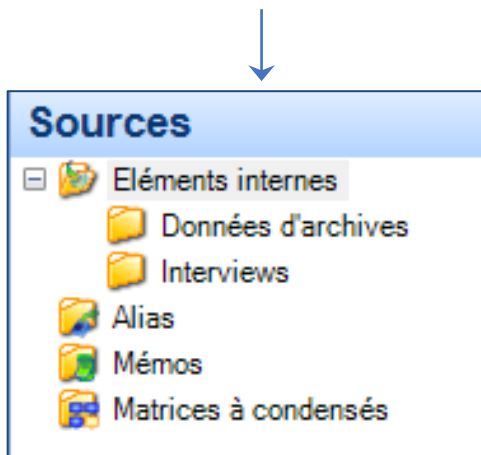 Sources
Eléments internes
Données d'archives
Interviews
Alias
Mémos
Matrices à condensés